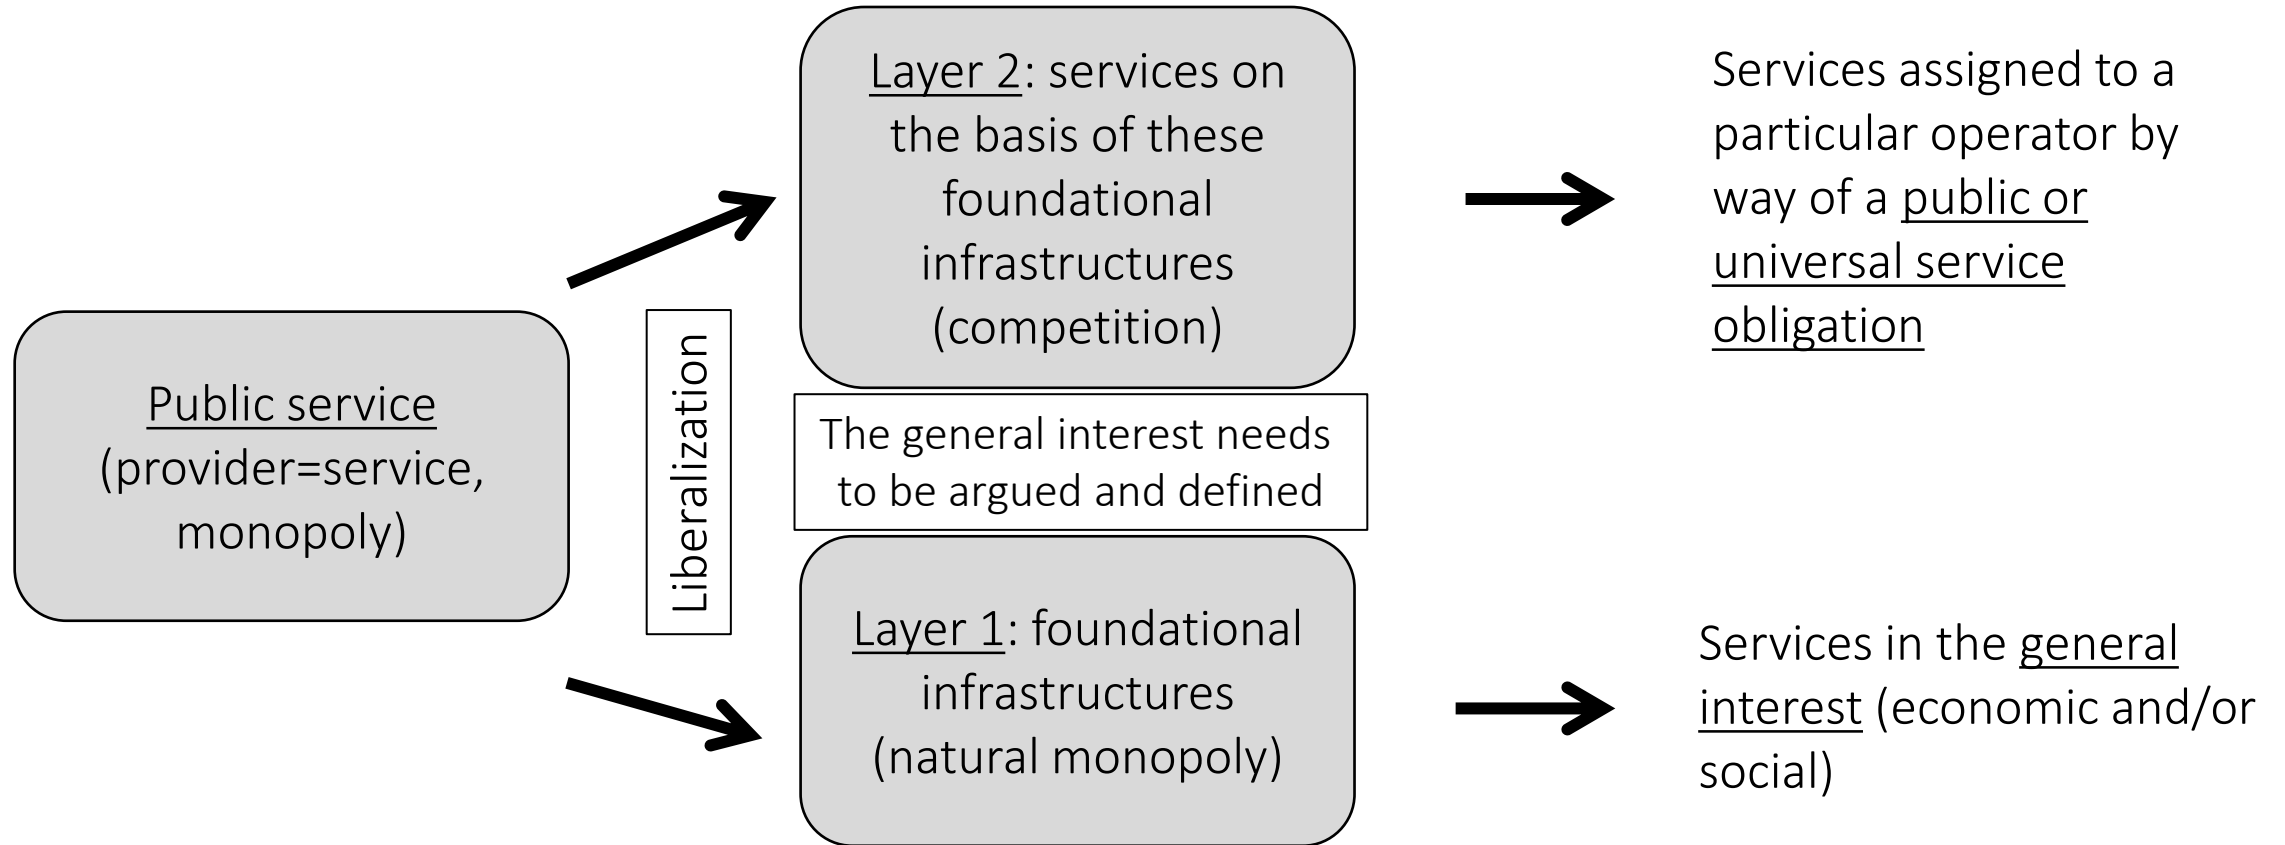 Public service
(provider=service,
monopoly)
Liberalization
Layer 2: services on
the basis of these
foundational
infrastructures
(competition)
The general interest needs
to be argued and defined
Layer 1: foundational
infrastructures
(natural monopoly)
Services assigned to a
particular operator by
way of a public or
universal service
obligation
Services in the general
interest (economic and/or
social)